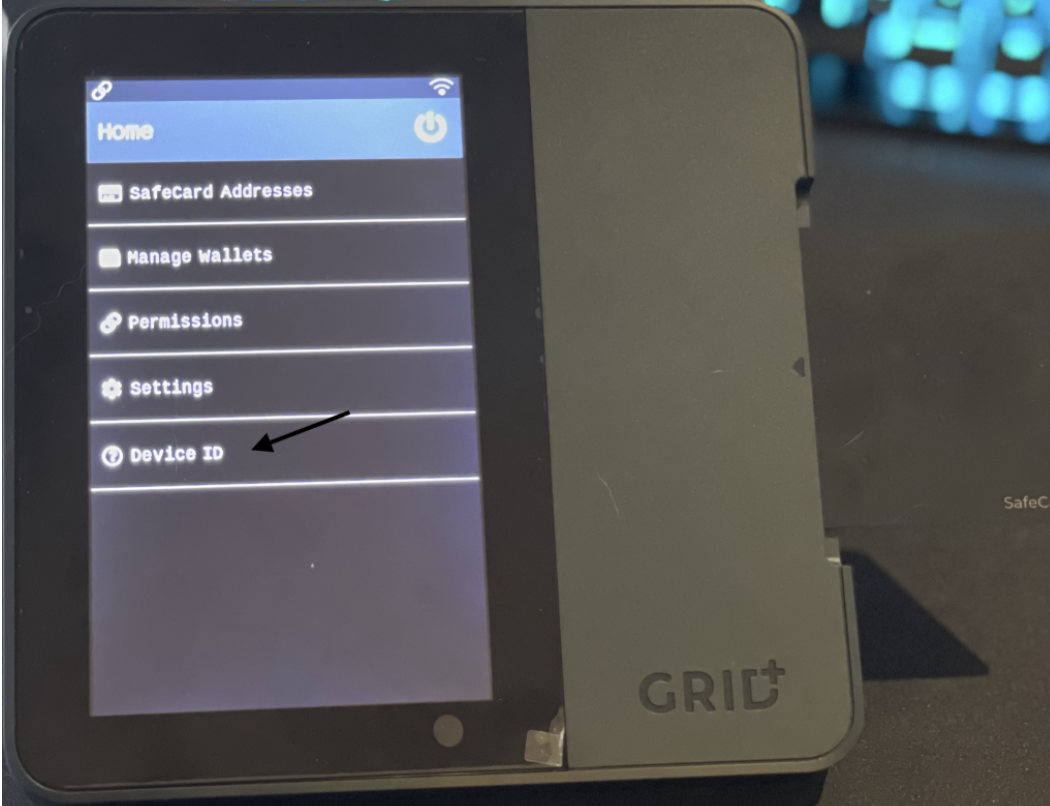 Home
SafeCard Addresses
Manage Wallets
Permissions
Settings
Device ID
SafeC
GRID+